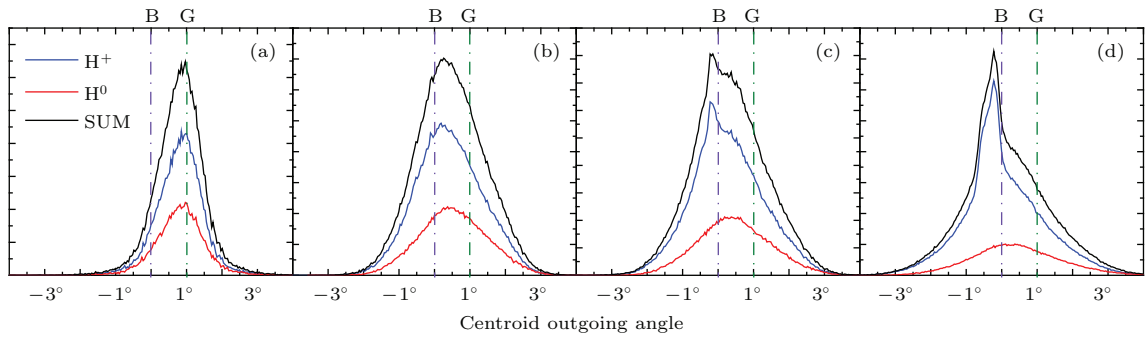 B G B G B G B G
(a) (b) (c) (d)
H⁺
H⁰
SUM
−3° −1° 1° 3° −3° −1° 1° 3° −3° −1° 1° 3° −3° −1° 1° 3°
Centroid outgoing angle